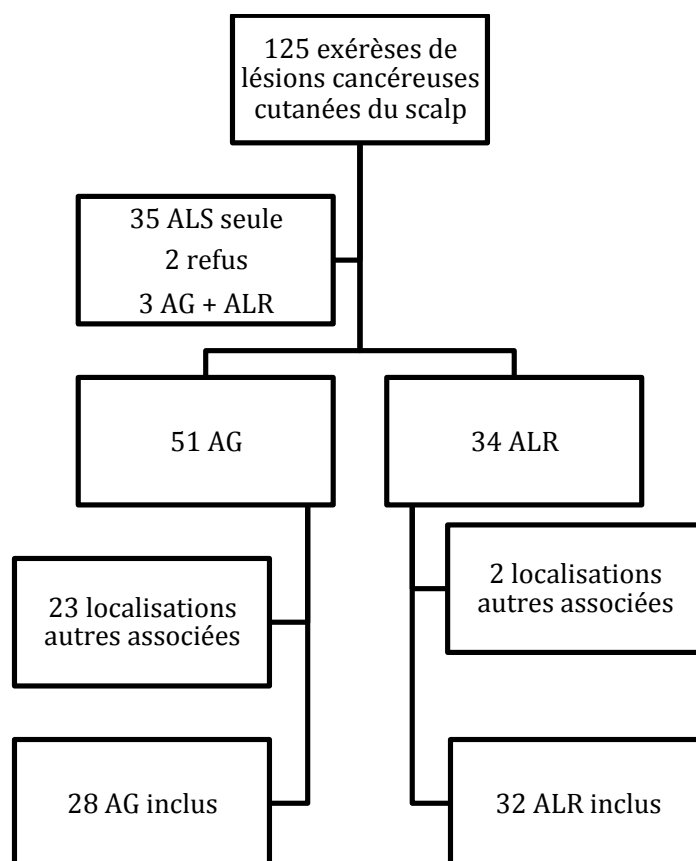 125 exérèses de
lésions cancéreuses
cutanées du scalp
35 ALS seule
2 refus
3 AG + ALR
51 AG
34 ALR
23 localisations
autres associées
2 localisations
autres associées
28 AG inclus
32 ALR inclus